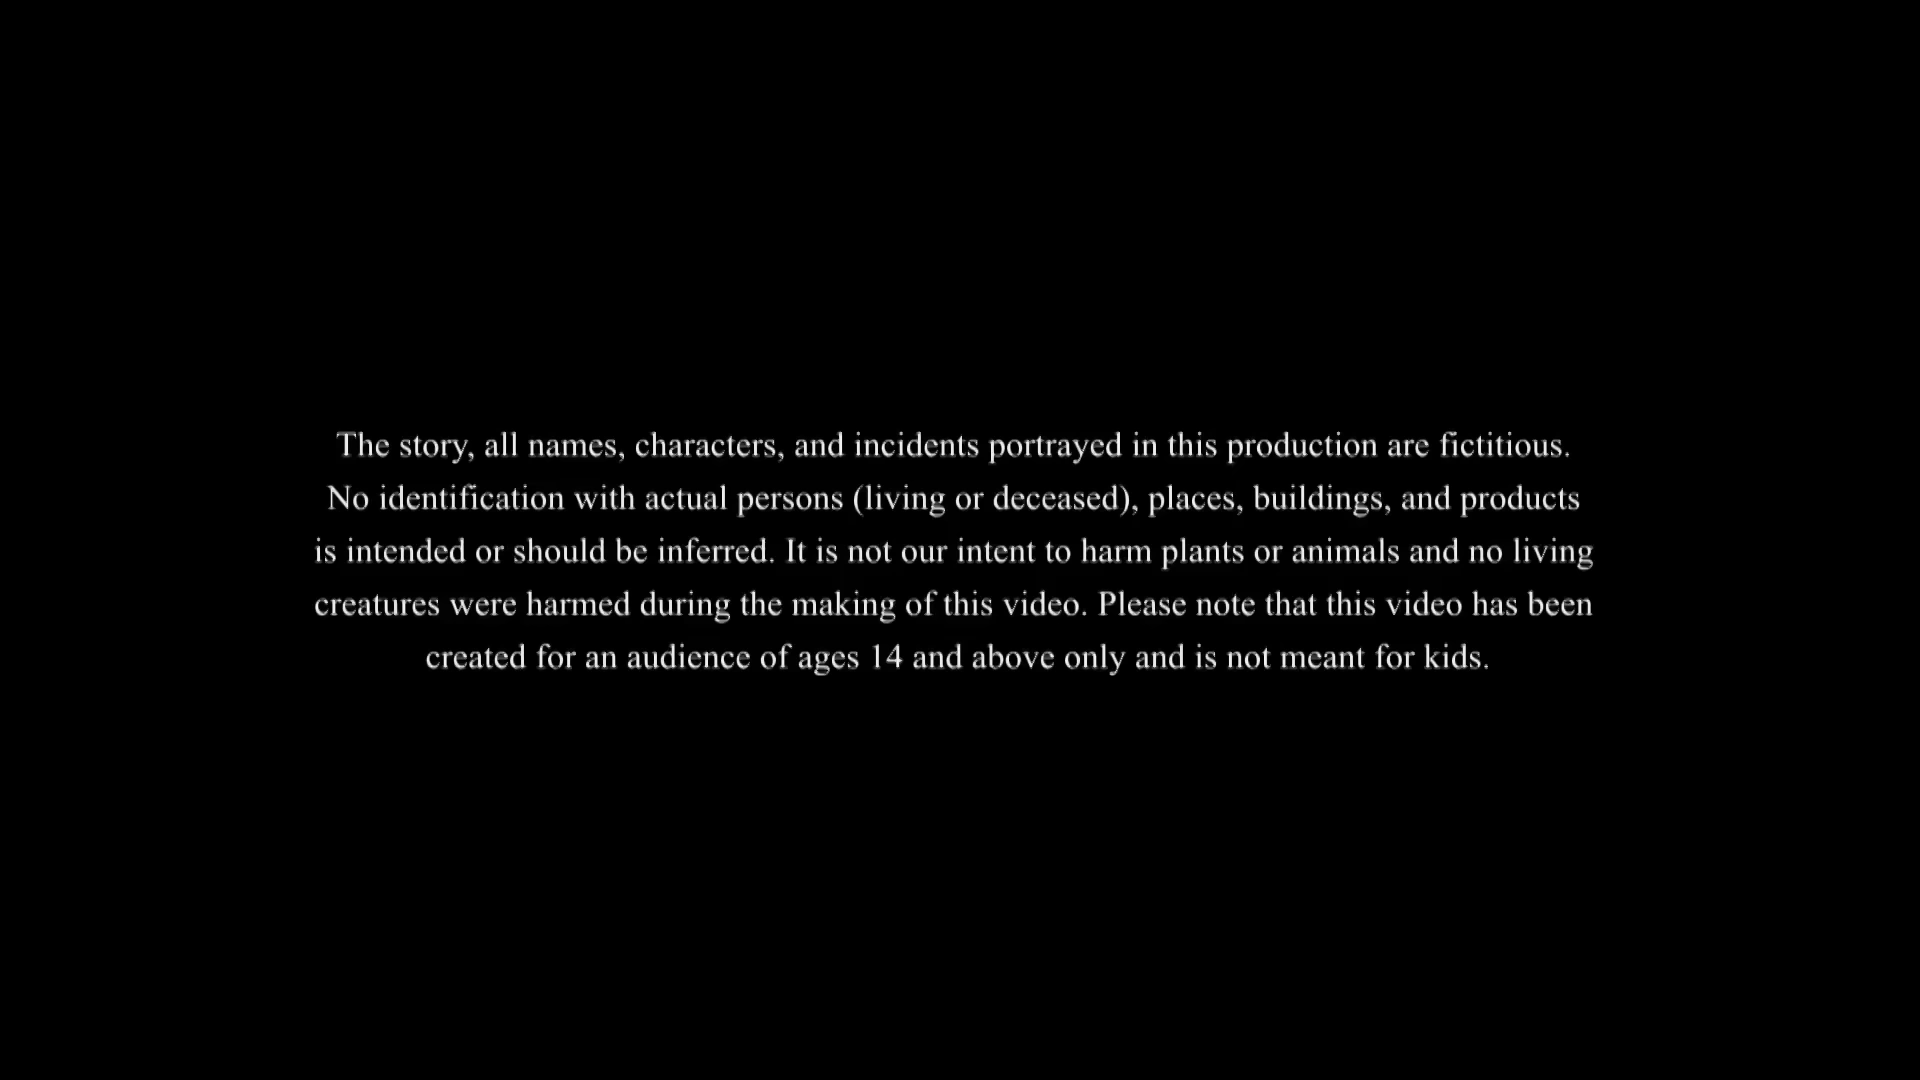 The story, all names, characters, and incidents portrayed in this production are fictitious.
No identification with actual persons (living or deceased), places, buildings, and products
is intended or should be inferred. It is not our intent to harm plants or animals and no living
creatures were harmed during the making of this video. Please note that this video has been
created for an audience of ages 14 and above only and is not meant for kids.